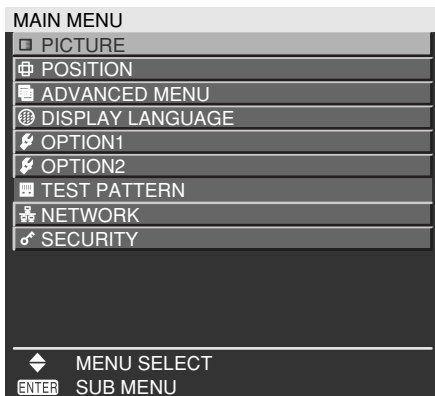 MAIN MENU
PICTURE
POSITION
ADVANCED MENU
DISPLAY LANGUAGE
OPTION1
OPTION2
TEST PATTERN
NETWORK
SECURITY
MENU SELECT
ENTER SUB MENU